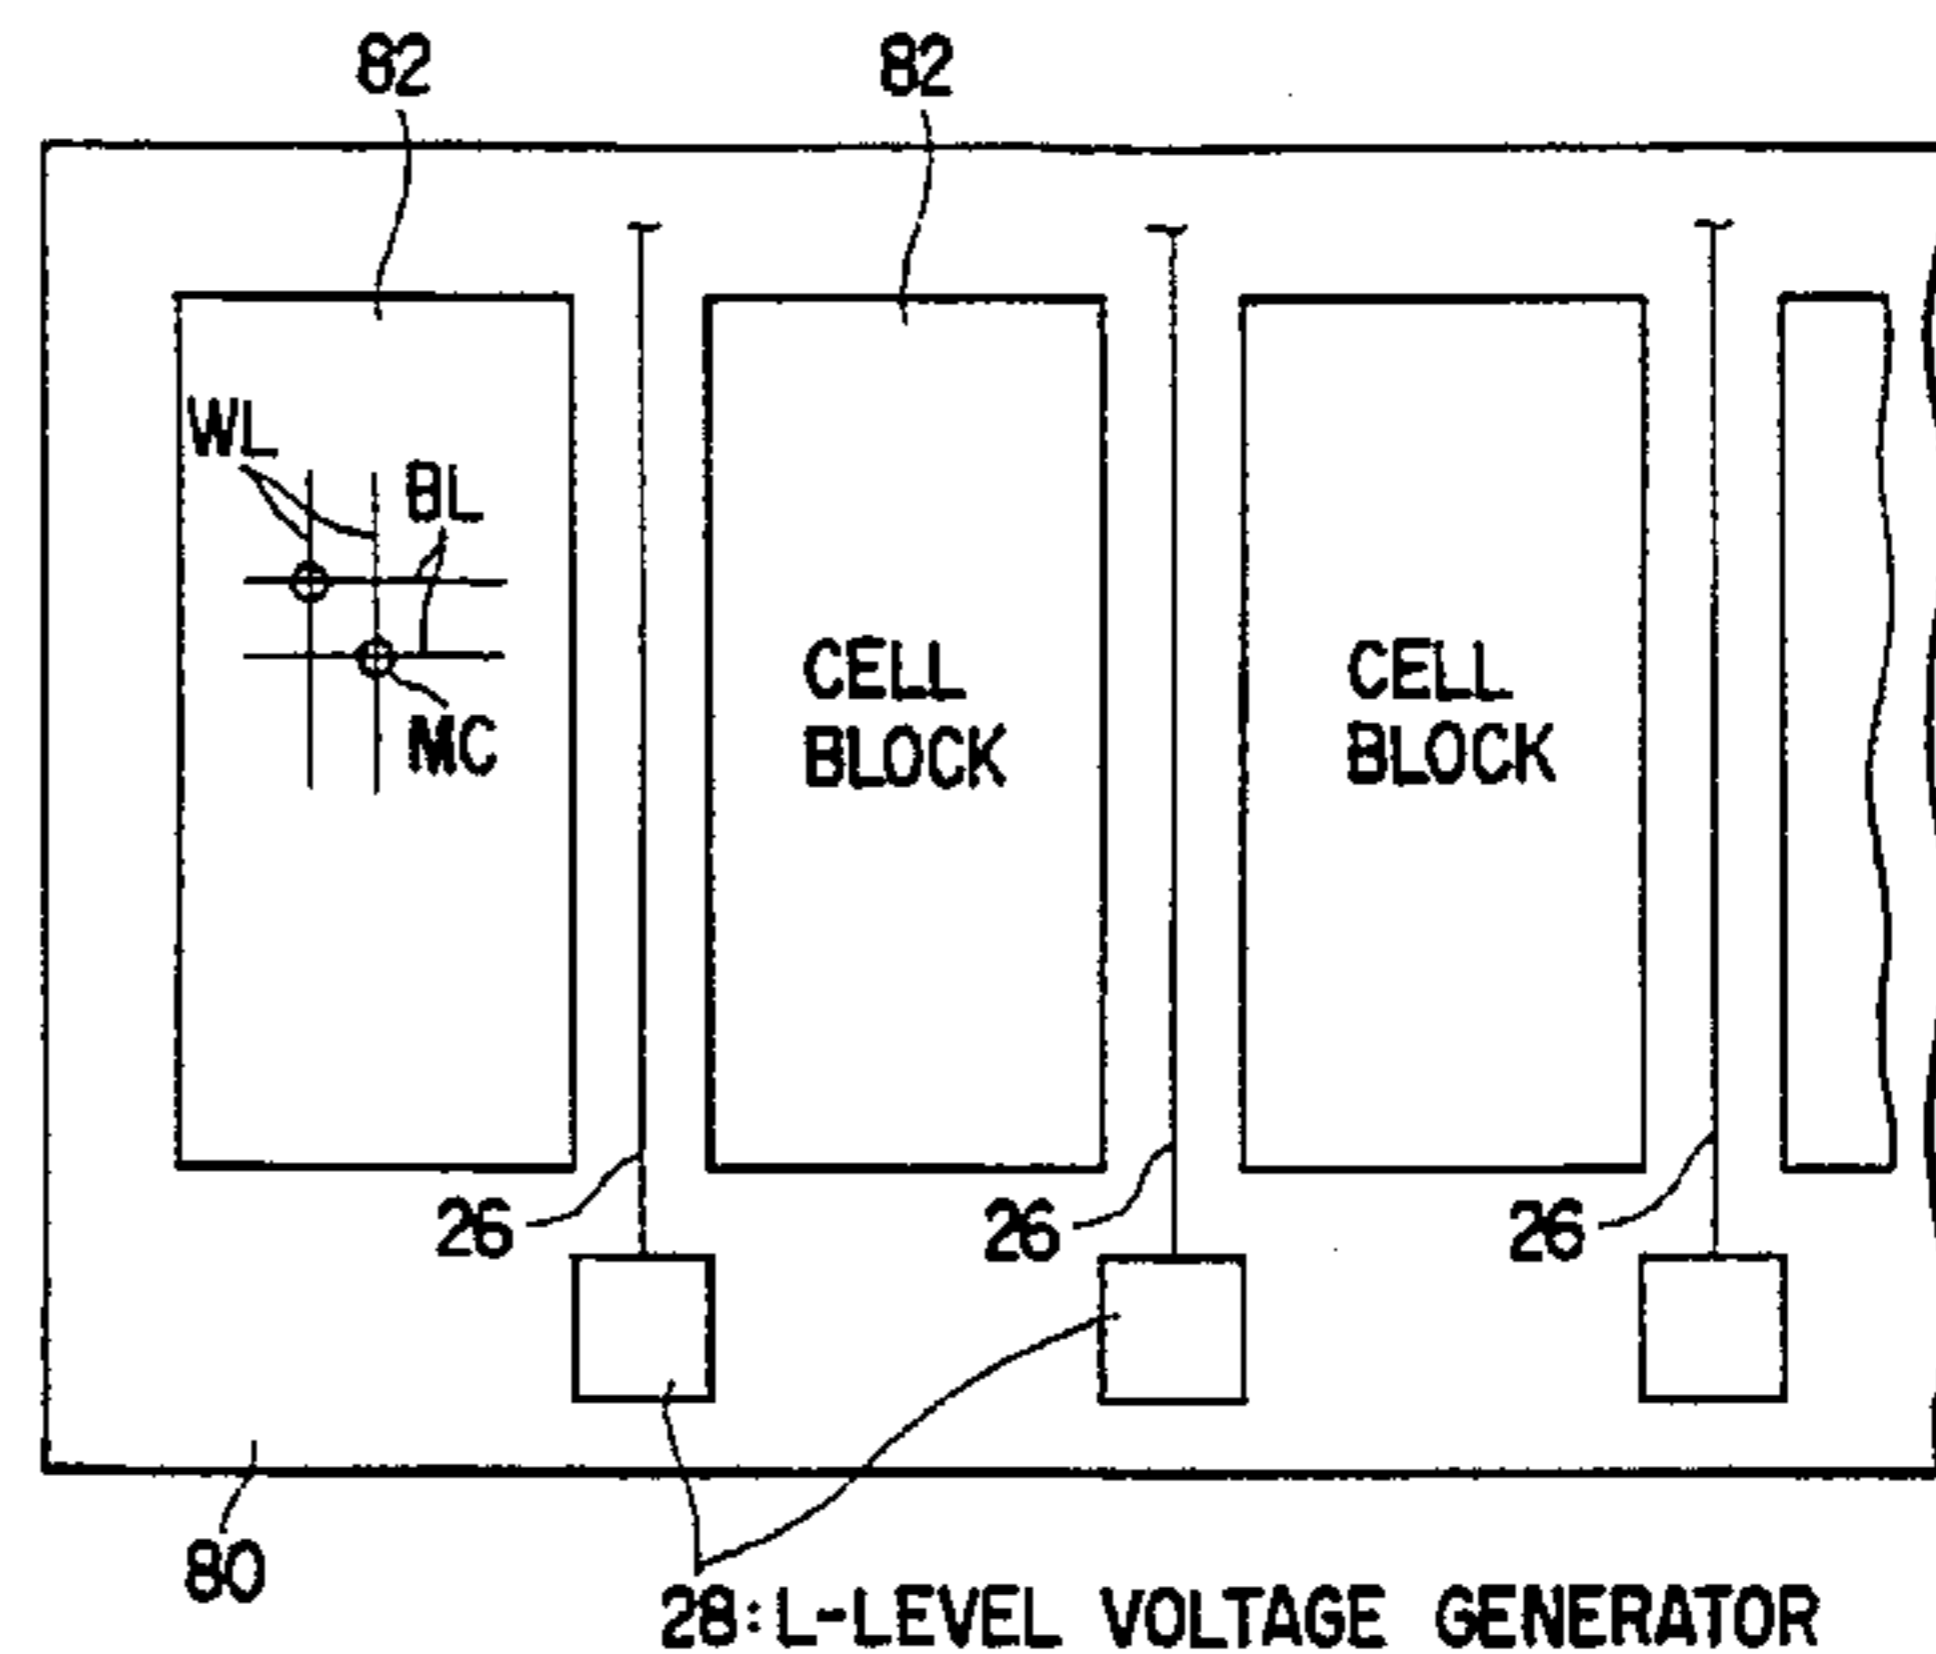 82 82
WL
BL
MC
CELL
BLOCK
CELL
BLOCK
26 26 26
80
28:L-LEVEL VOLTAGE GENERATOR